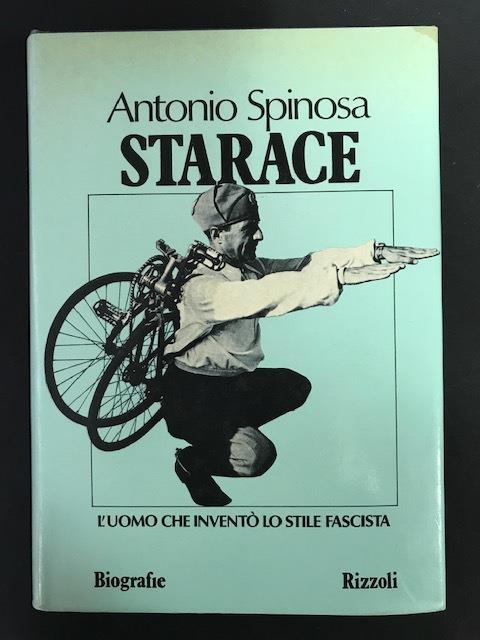 Antonio Spinosa
STARACE
L'UOMO CHE INVENTÒ LO STILE FASCISTA
Biografie
Rizzoli